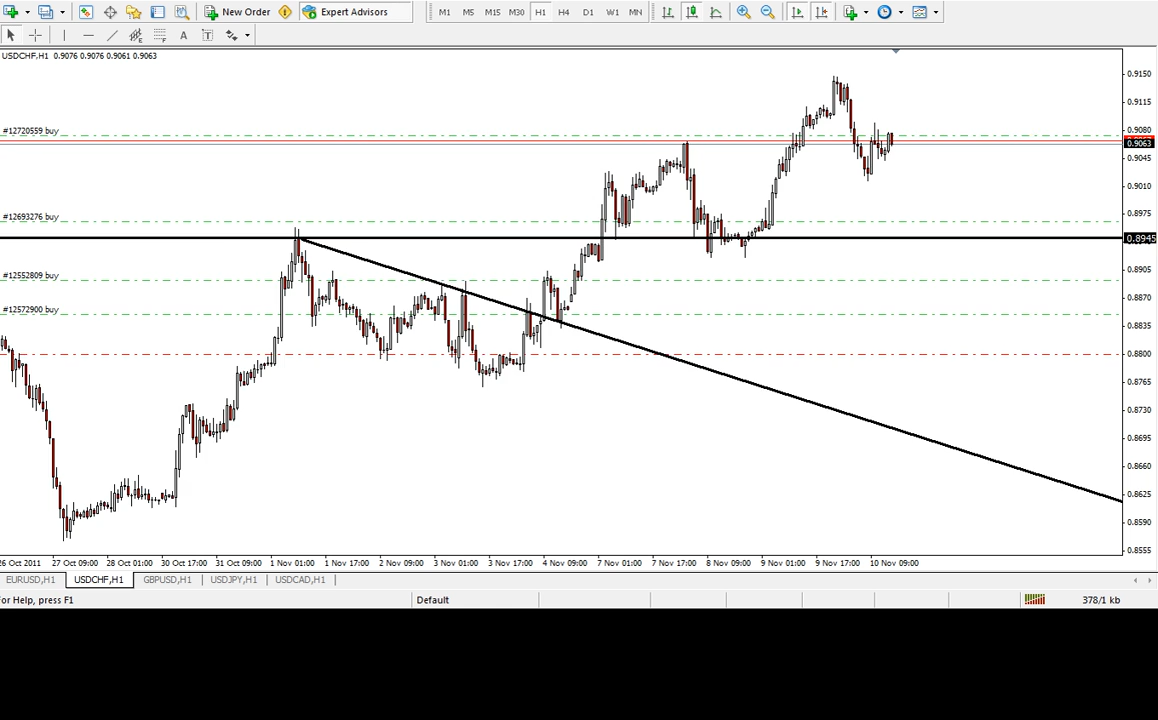 New Order Expert Advisors M1 M5 M15 M30 H1 H4 D1 W1 MN
A T
USDCHF,H1 0.9076 0.9076 0.9061 0.9063
0.9150
0.9115
#12720559 buy 0.9080
0.9063
0.9045
0.9010
#12693276 buy 0.8975
0.8945
#12552809 buy 0.8905
0.8870
#12572900 buy
0.8835
0.8800
0.8765
0.8730
0.8695
0.8660
0.8625
0.8590
0.8555
26 Oct 2011 27 Oct 09:00 28 Oct 01:00 30 Oct 17:00 31 Oct 09:00 1 Nov 01:00 1 Nov 17:00 2 Nov 09:00 3 Nov 01:00 3 Nov 17:00 4 Nov 09:00 7 Nov 01:00 7 Nov 17:00 8 Nov 09:00 9 Nov 01:00 9 Nov 17:00 10 Nov 09:00
EURUSD,H1 USDCHF,H1 GBPUSD,H1 USDJPY,H1 USDCAD,H1
For Help, press F1 Default 378/1 kb